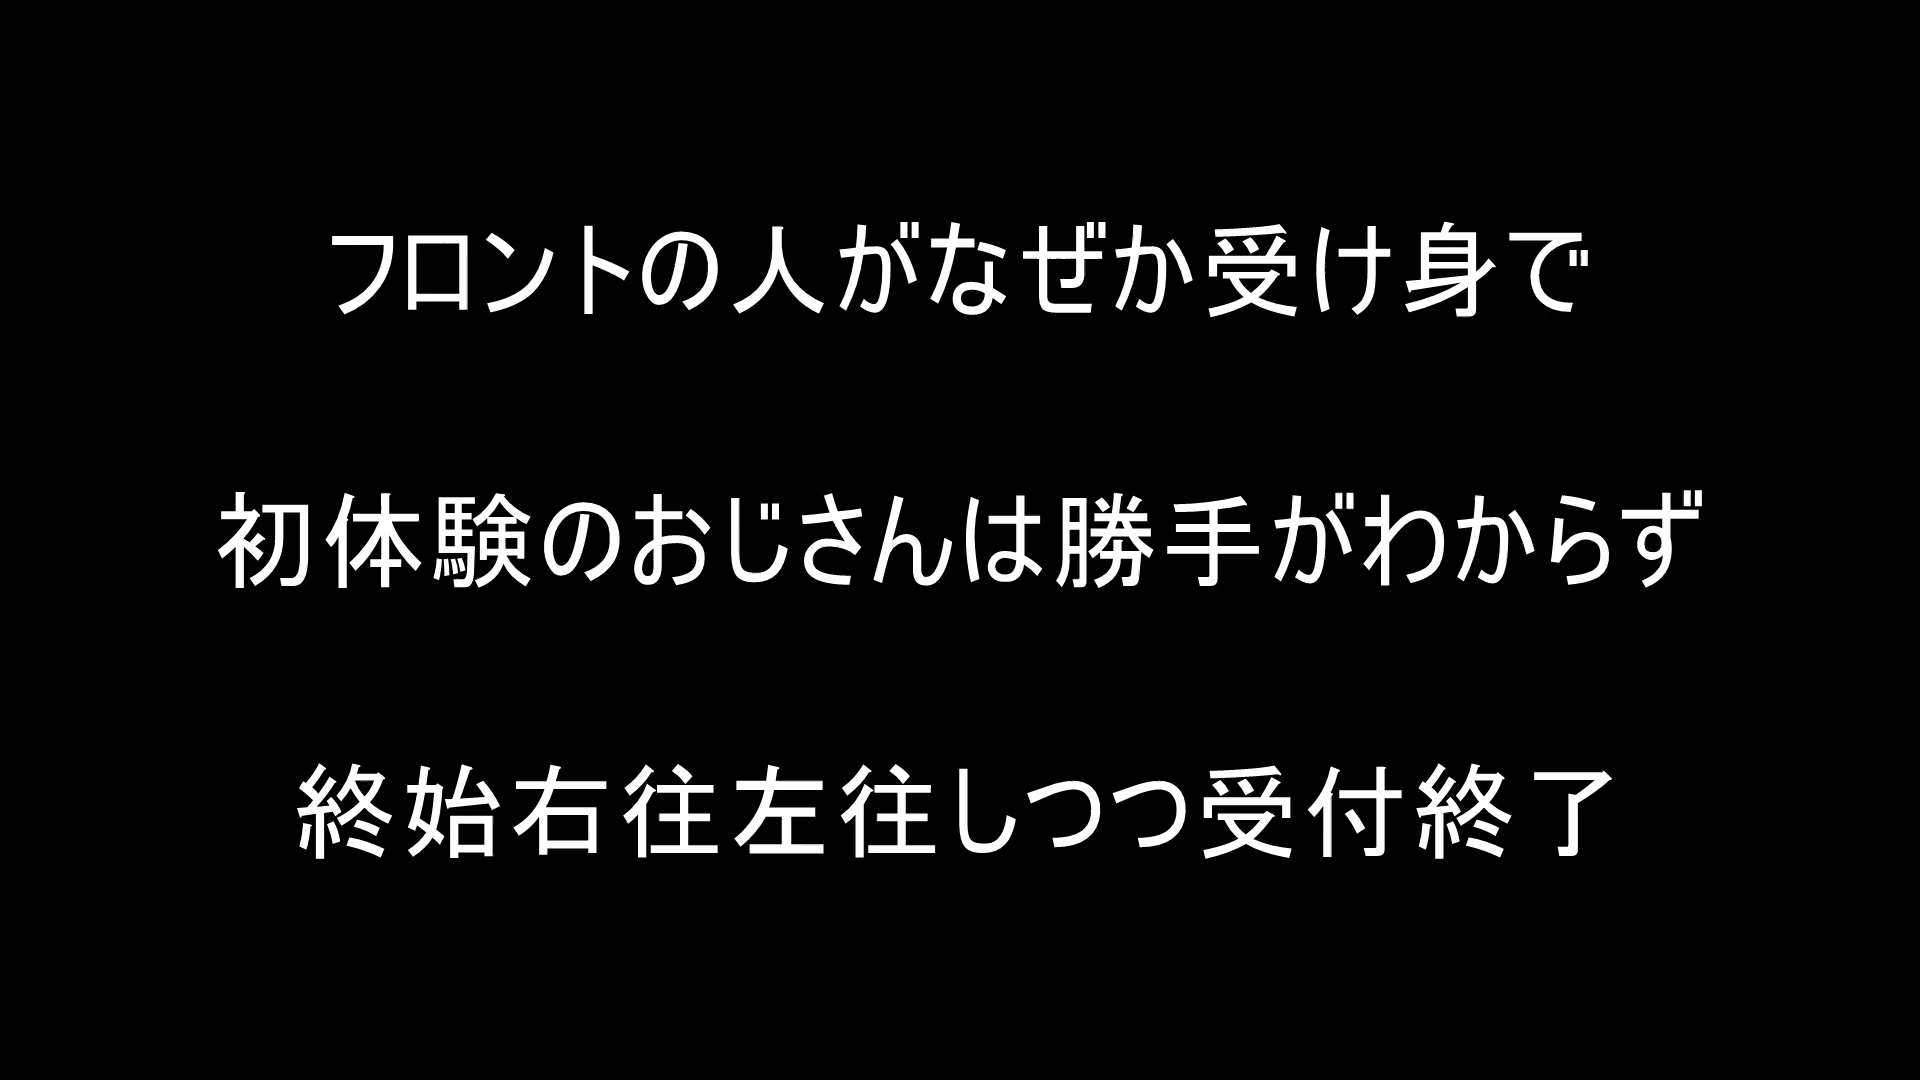 フロントの人がなぜか受け身で
初体験のおじさんは勝手がわからず
終始右往左往しつつ受付終了